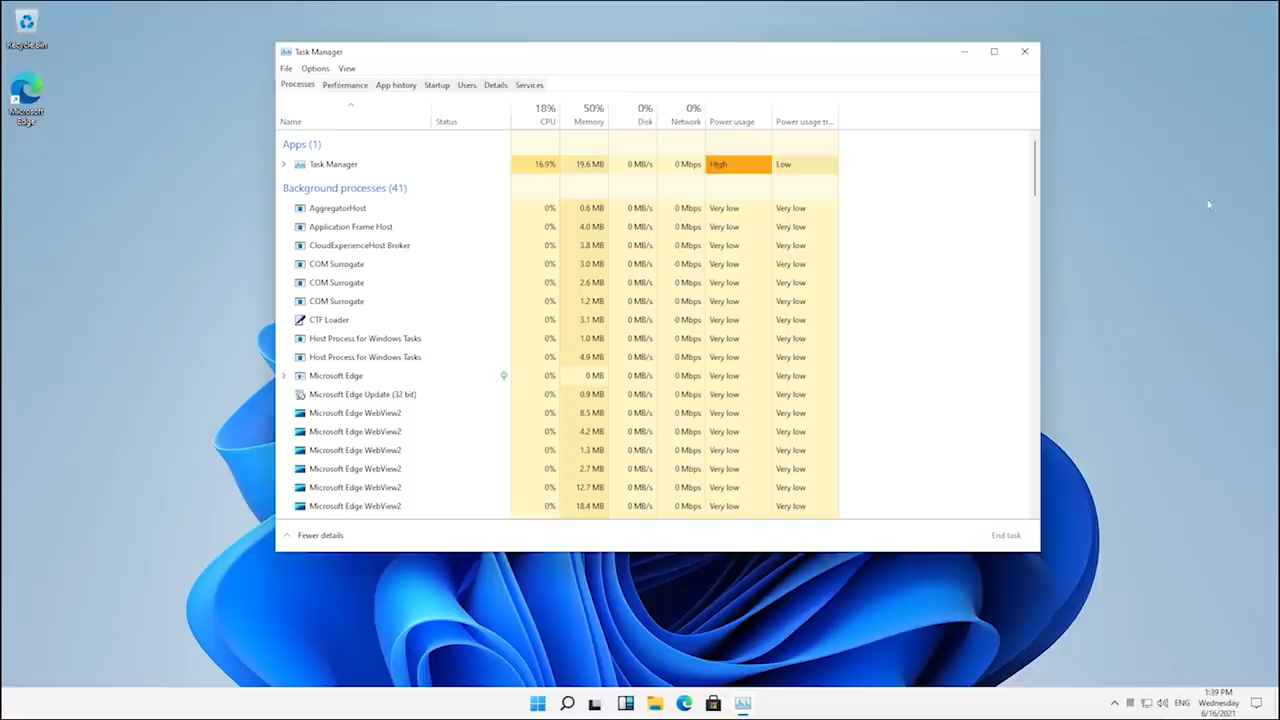 Recycle Bin
Microsoft
Edge
Task Manager
File Options View
Processes Performance App history Startup Users Details Services
18% 50% 0% 0%
Name Status CPU Memory Disk Network Power usage Power usage tr...
Apps (1)
Task Manager 16.9% 19.6 MB 0 MB/s 0 Mbps High Low
Background processes (41)
AggregatorHost 0% 0.6 MB 0 MB/s 0 Mbps Very low Very low
Application Frame Host 0% 4.0 MB 0 MB/s 0 Mbps Very low Very low
CloudExperienceHost Broker 0% 3.8 MB 0 MB/s 0 Mbps Very low Very low
COM Surrogate 0% 3.0 MB 0 MB/s 0 Mbps Very low Very low
COM Surrogate 0% 2.6 MB 0 MB/s 0 Mbps Very low Very low
COM Surrogate 0% 1.2 MB 0 MB/s 0 Mbps Very low Very low
CTF Loader 0% 3.1 MB 0 MB/s 0 Mbps Very low Very low
Host Process for Windows Tasks 0% 1.0 MB 0 MB/s 0 Mbps Very low Very low
Host Process for Windows Tasks 0% 4.9 MB 0 MB/s 0 Mbps Very low Very low
Microsoft Edge 0% 0 MB 0 MB/s 0 Mbps Very low Very low
Microsoft Edge Update (32 bit) 0% 0.9 MB 0 MB/s 0 Mbps Very low Very low
Microsoft Edge WebView2 0% 8.5 MB 0 MB/s 0 Mbps Very low Very low
Microsoft Edge WebView2 0% 4.2 MB 0 MB/s 0 Mbps Very low Very low
Microsoft Edge WebView2 0% 1.3 MB 0 MB/s 0 Mbps Very low Very low
Microsoft Edge WebView2 0% 2.7 MB 0 MB/s 0 Mbps Very low Very low
Microsoft Edge WebView2 0% 12.7 MB 0 MB/s 0 Mbps Very low Very low
Microsoft Edge WebView2 0% 18.4 MB 0 MB/s 0 Mbps Very low Very low
Fewer details End task
ENG
1:39 PM
Wednesday
6/16/2021